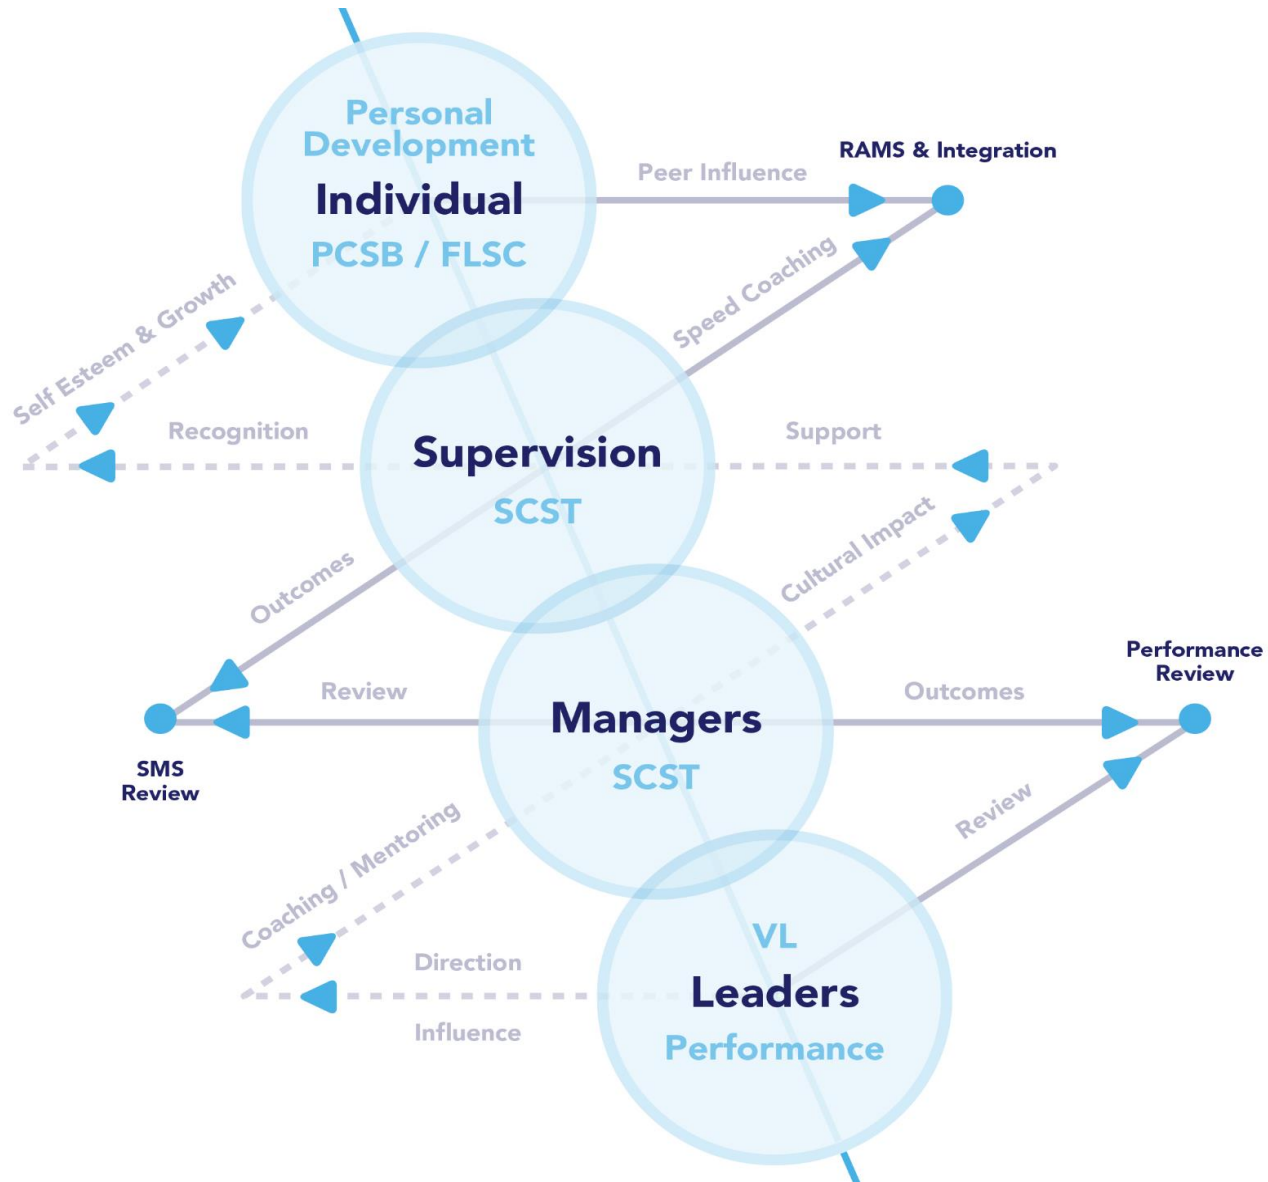 Personal
Development
Individual
PCSB / FLSC
Peer Influence
RAMS & Integration
Speed Coaching
Self Esteem & Growth
Recognition
Supervision
SCST
Support
Cultural Impact
Outcomes
Review
SMS
Review
Managers
SCST
Outcomes
Performance
Review
Review
Coaching / Mentoring
Direction
Influence
VL
Leaders
Performance